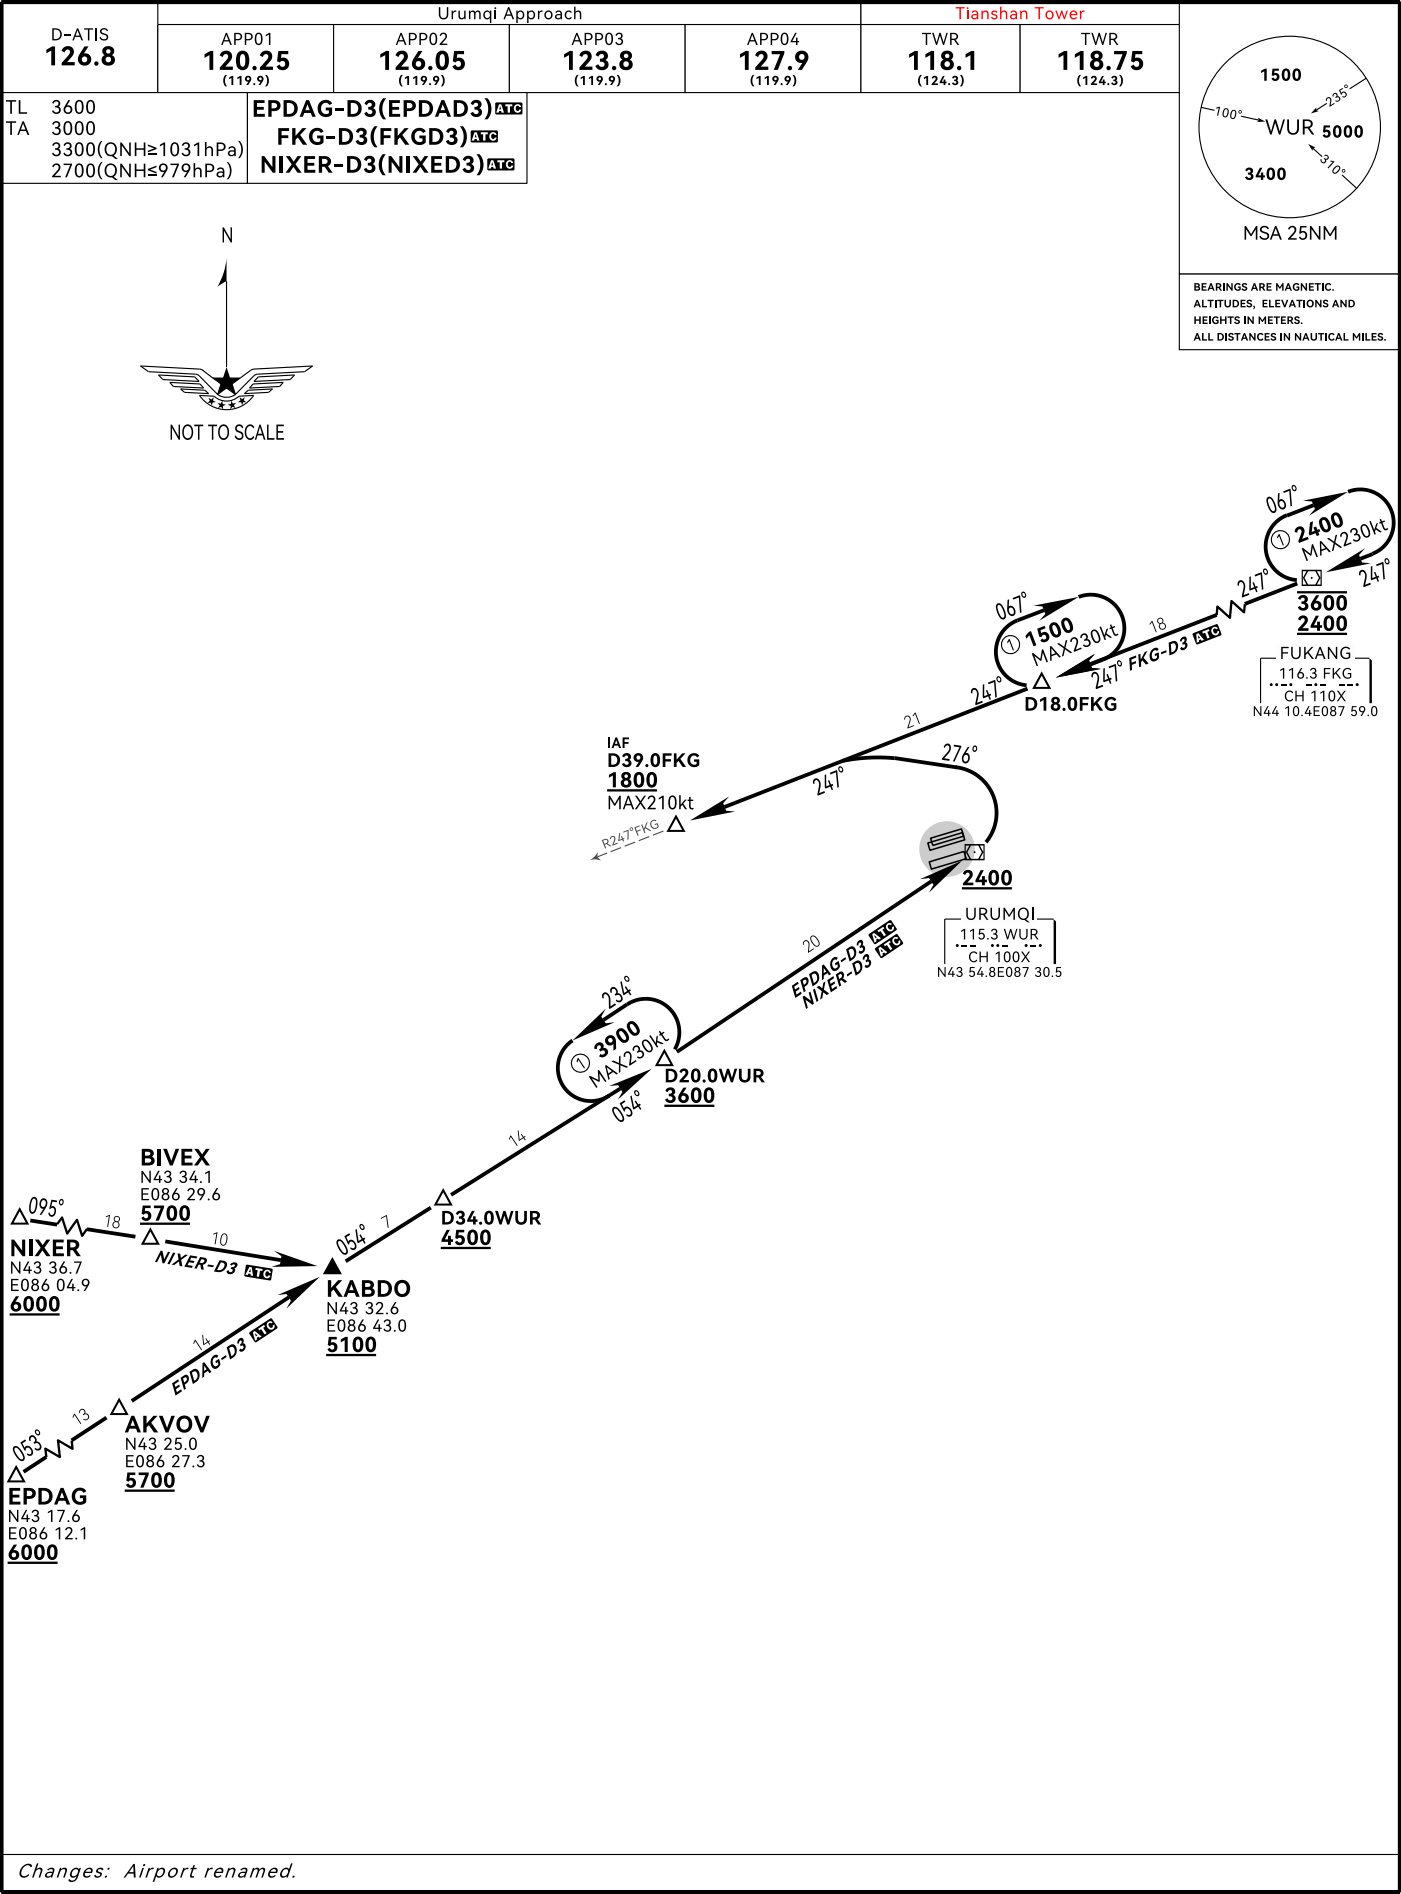 Urumqi Approach
Tianshan Tower
D-ATIS
126.8
APP01
120.25
(119.9)
APP02
126.05
(119.9)
APP03
123.8
(119.9)
APP04
127.9
(119.9)
TWR
118.1
(124.3)
TWR
118.75
(124.3)
TL 3600
TA 3000
3300(QNH≥1031hPa)
2700(QNH≤979hPa)
EPDAG-D3(EPDAD3) ATC
FKG-D3(FKGD3) ATC
NIXER-D3(NIXED3) ATC
1500
235°
100°
WUR 5000
310°
3400
MSA 25NM
BEARINGS ARE MAGNETIC.
ALTITUDES, ELEVATIONS AND
HEIGHTS IN METERS.
ALL DISTANCES IN NAUTICAL MILES.
N
NOT TO SCALE
067°
① 2400
MAX230kt
247°
247°
3600
2400
FUKANG
116.3 FKG
CH 110X
N44 10.4E087 59.0
067°
① 1500
MAX230kt
18
247° FKG-D3 ATC
247°
D18.0FKG
21
IAF
D39.0FKG
1800
MAX210kt
R247°FKG
247°
276°
2400
URUMQI
115.3 WUR
CH 100X
N43 54.8E087 30.5
20
EPDAG-D3 ATC
NIXER-D3 ATC
234°
① 3900
MAX230kt
054°
D20.0WUR
3600
14
D34.0WUR
4500
7
054°
BIVEX
N43 34.1
E086 29.6
5700
095°
18
10
NIXER-D3 ATC
NIXER
N43 36.7
E086 04.9
6000
KABDO
N43 32.6
E086 43.0
5100
14
EPDAG-D3 ATC
13
053°
AKVOV
N43 25.0
E086 27.3
5700
EPDAG
N43 17.6
E086 12.1
6000
Changes: Airport renamed.